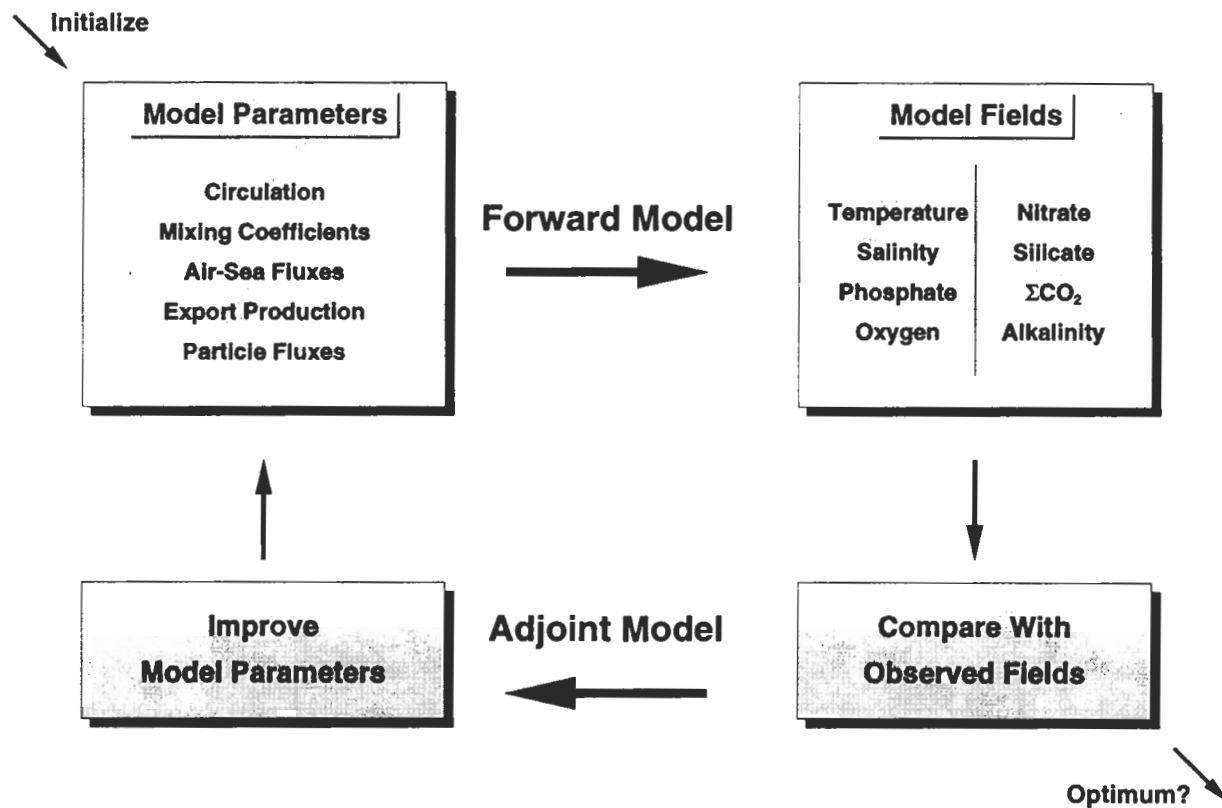 Initialize
Model Parameters
Circulation
Mixing Coefficients
Air-Sea Fluxes
Export Production
Particle Fluxes
Forward Model
Model Fields
Temperature
Salinity
Phosphate
Oxygen
Nitrate
Silicate
ΣCO₂
Alkalinity
Improve
Model Parameters
Adjoint Model
Compare With
Observed Fields
Optimum?